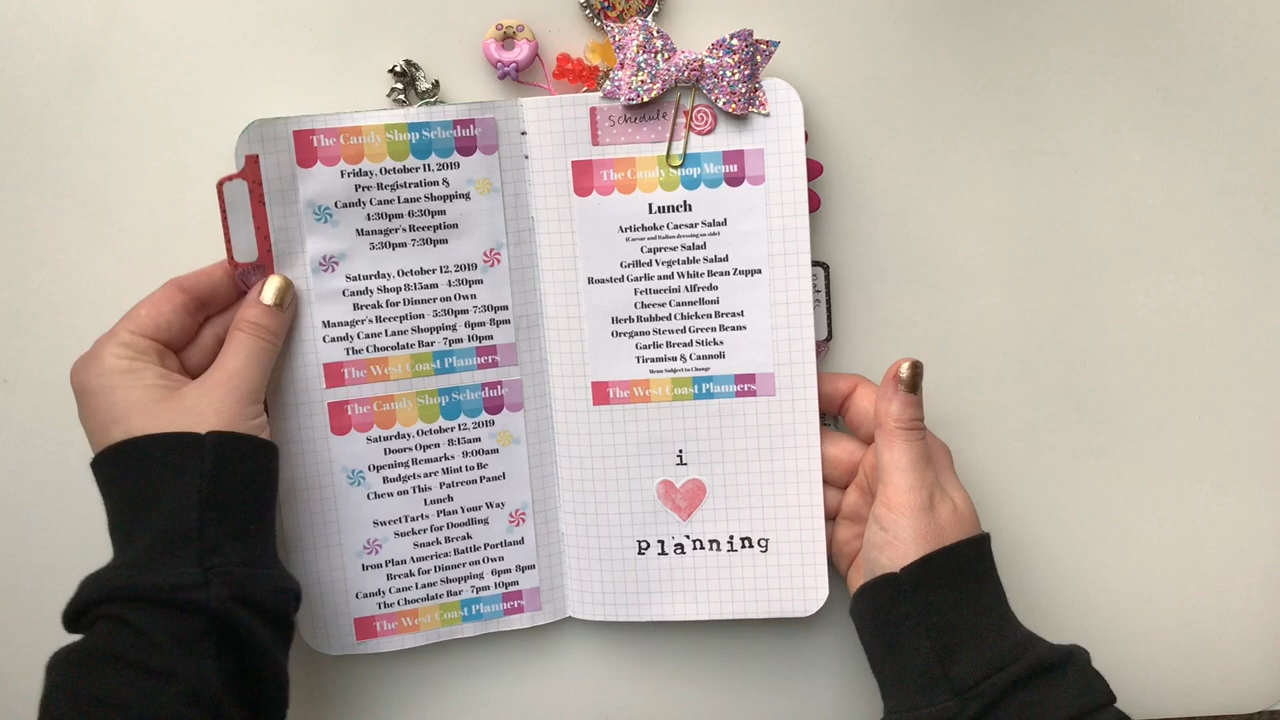 The Candy Shop Schedule
Friday, October 11, 2019
Pre-Registration &
Candy Cane Lane Shopping
4:30pm-6:30pm
Manager's Reception
5:30pm-7:30pm
Saturday, October 12, 2019
Candy Shop 8:15am - 4:30pm
Break for Dinner on Own
Manager's Reception - 5:30pm-7:30pm
Candy Cane Lane Shopping - 6pm-8pm
The Chocolate Bar - 7pm-10pm
The West Coast Planners
The Candy Shop Schedule
Saturday, October 12, 2019
Doors Open - 8:15am
Opening Remarks - 9:00am
Budgets are Mint to Be
Chew on This - Patreon Panel
Lunch
SweetTarts - Plan Your Way
Sucker for Doodling
Snack Break
Iron Plan America: Battle Portland
Break for Dinner on Own
Candy Cane Lane Shopping - 6pm-8pm
The Chocolate Bar - 7pm-10pm
The West Coast Planners
Schedule
The Candy Shop Menu
Lunch
Artichoke Caesar Salad
(Caesar and Italian dressing on side)
Caprese Salad
Grilled Vegetable Salad
Roasted Garlic and White Bean Zuppa
Fettuccini Alfredo
Cheese Cannelloni
Herb Rubbed Chicken Breast
Oregano Stewed Green Beans
Garlic Bread Sticks
Tiramisu & Cannoli
Menu Subject to Change
The West Coast Planners
i
Planning
notes